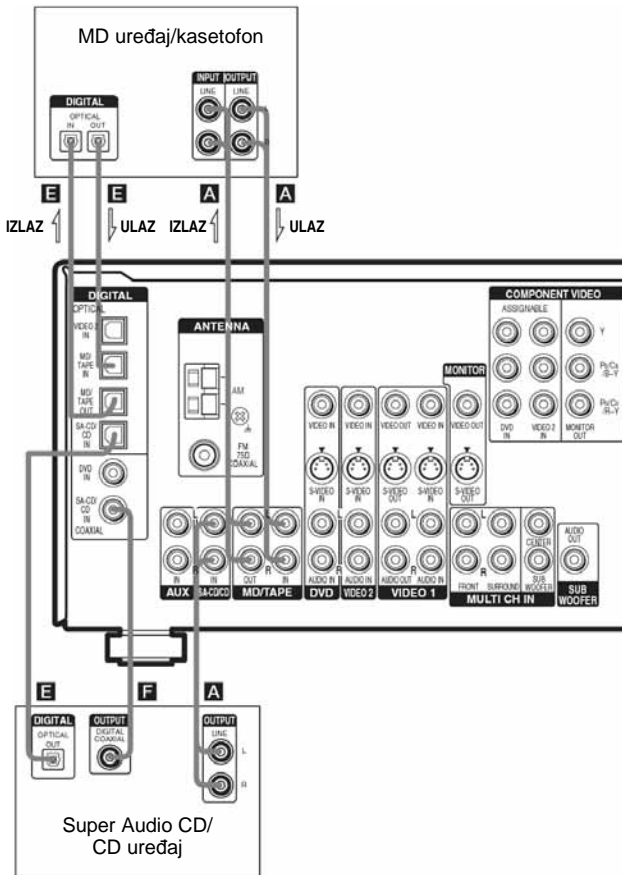 MD uređaj/kasetofon
INPUT OUTPUT
LINE LINE
DIGITAL
OPTICAL
IN OUT
E E A A
IZLAZ ULAZ IZLAZ ULAZ
DIGITAL
OPTICAL
VIDEO 2
IN
MD/
TAPE
IN
MD/
TAPE
OUT
SA-CD/
CD
IN
DVD
IN
SA-CD/
CD
IN
COAXIAL
ANTENNA
AM
FM
75Ω
COAXIAL
COMPONENT VIDEO
ASSIGNABLE
Y
PB/CB
/B-Y
PR/CR
/R-Y
DVD
IN
VIDEO 2
IN
MONITOR
OUT
MONITOR
VIDEO IN VIDEO IN VIDEO OUT VIDEO IN VIDEO OUT
S-VIDEO
IN
S-VIDEO
IN
S-VIDEO
OUT
S-VIDEO
IN
S-VIDEO
OUT
L L L L L
R R R R R
CENTER
AUDIO
OUT
IN IN OUT IN AUDIO IN AUDIO IN AUDIO OUT AUDIO IN FRONT SURROUND SUB
WOOFER
AUX SA-CD/CD MD/TAPE DVD VIDEO 2 VIDEO 1 MULTI CH IN
SUB
WOOFER
E F A
DIGITAL
OPTICAL
OUT
OUTPUT
DIGITAL
COAXIAL
OUTPUT
LINE
L
R
Super Audio CD/
CD uređaj